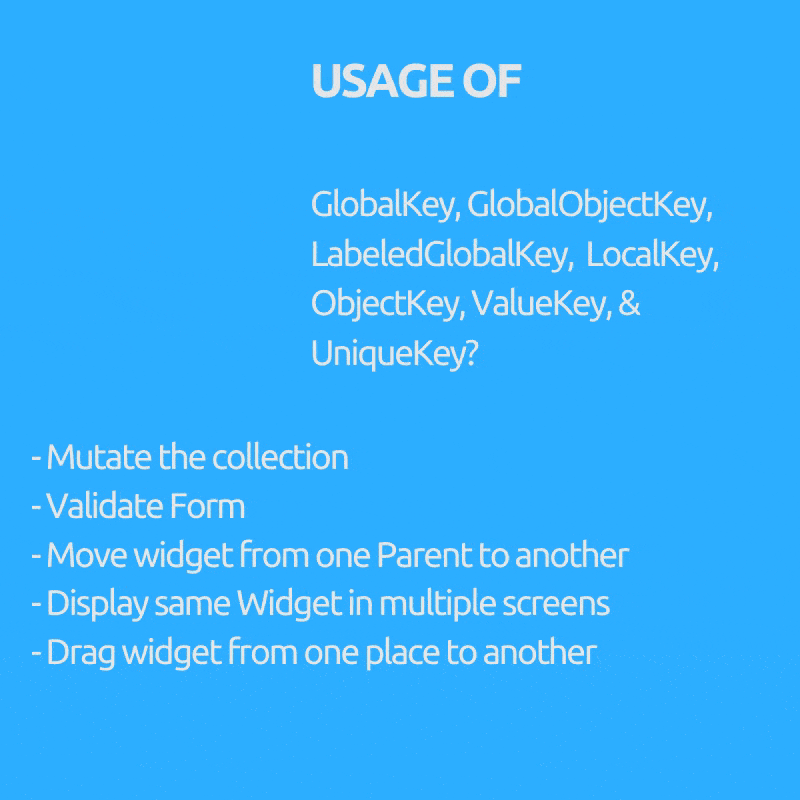 USAGE OF
GlobalKey, GlobalObjectKey,
LabeledGlobalKey, LocalKey,
ObjectKey, ValueKey, &
UniqueKey?
- Mutate the collection
- Validate Form
- Move widget from one Parent to another
- Display same Widget in multiple screens
- Drag widget from one place to another